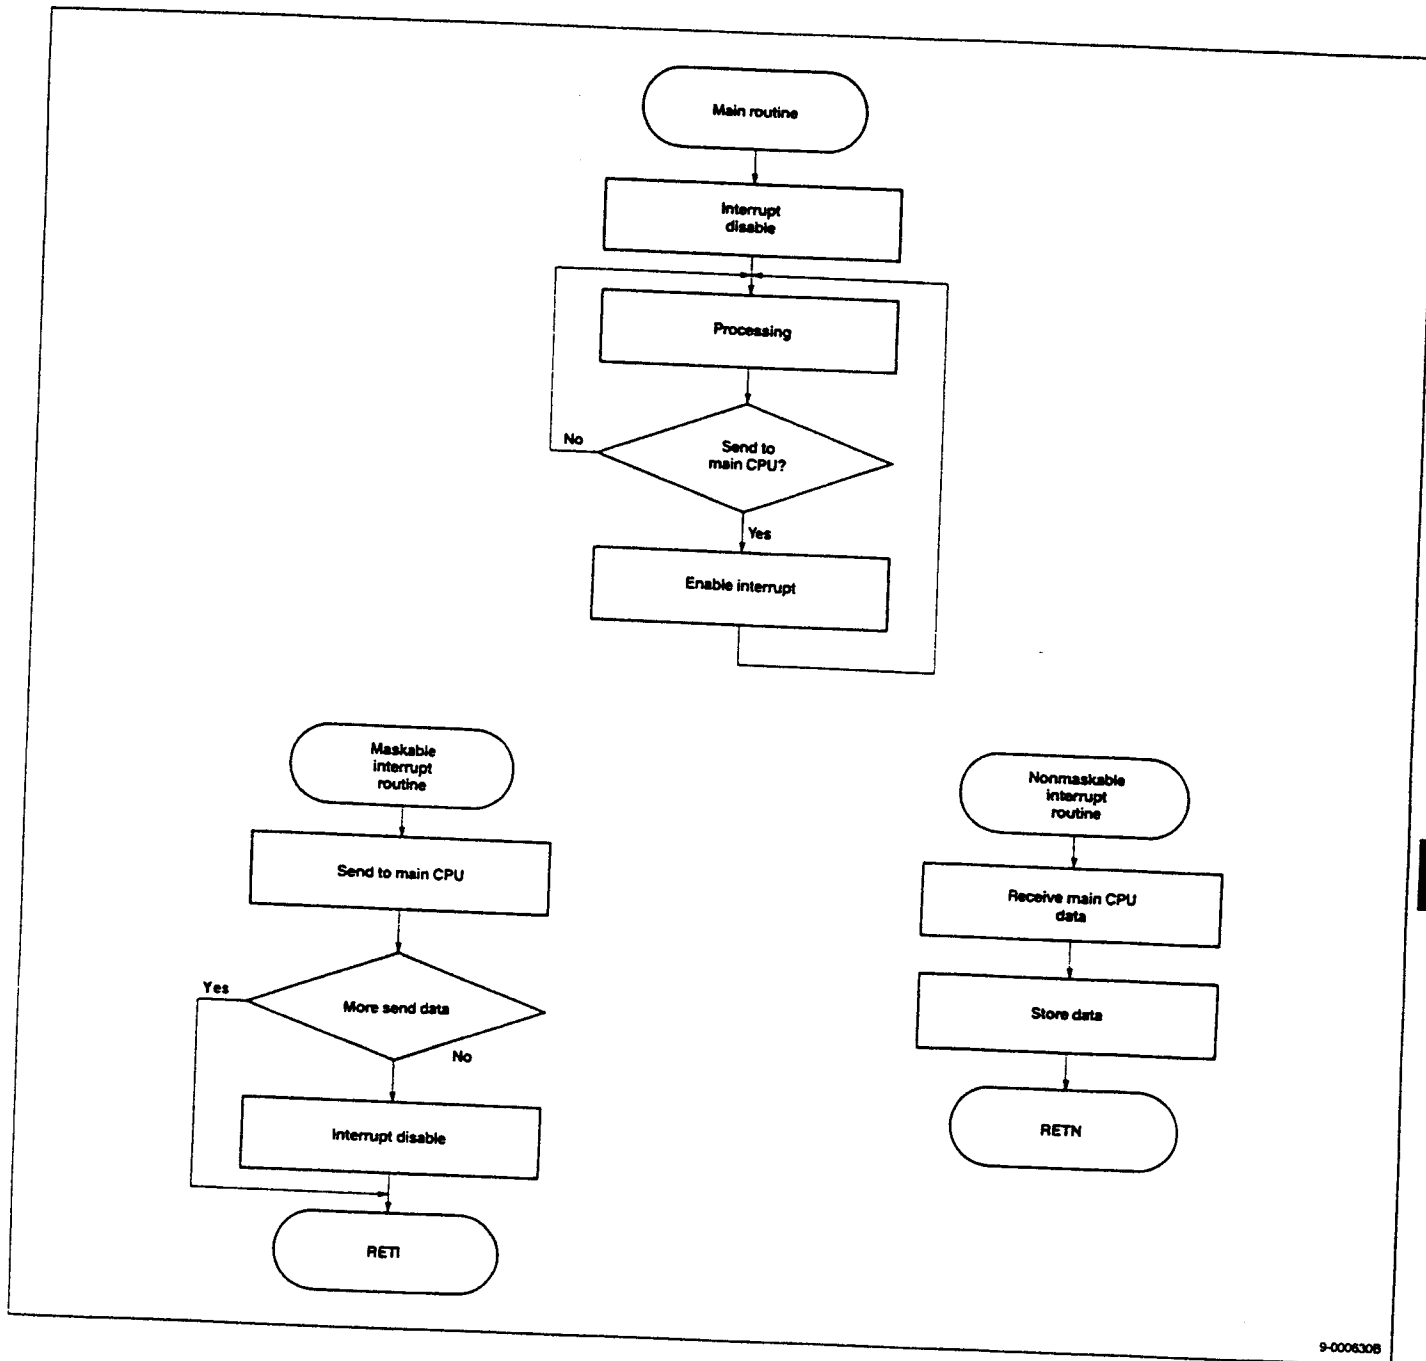 Main routine
Interrupt
disable
Processing
No
Send to
main CPU?
Yes
Enable interrupt
Maskable
interrupt
routine
Send to main CPU
Yes
More send data
No
Interrupt disable
RETI
Nonmaskable
interrupt
routine
Receive main CPU
data
Store data
RETN
9-000630B